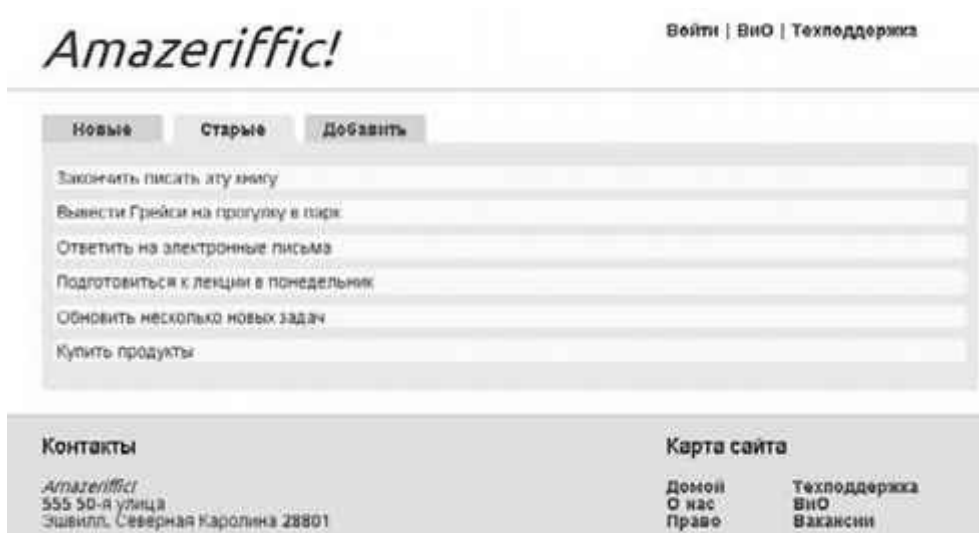 Amazeriffic!
Войти | ВиО | Техподдержка
Новые Старые Добавить
Закончить писать эту книгу
Вывести Грейси на прогулку в парк
Ответить на электронные письма
Подготовиться к лекции в понедельник
Обновить несколько новых задач
Купить продукты
Контакты
Amazeriffic!
555 50-я улица
Эшвилл, Северная Каролина 28801
Карта сайта
Домой Техподдержка
О нас ВиО
Право Вакансии